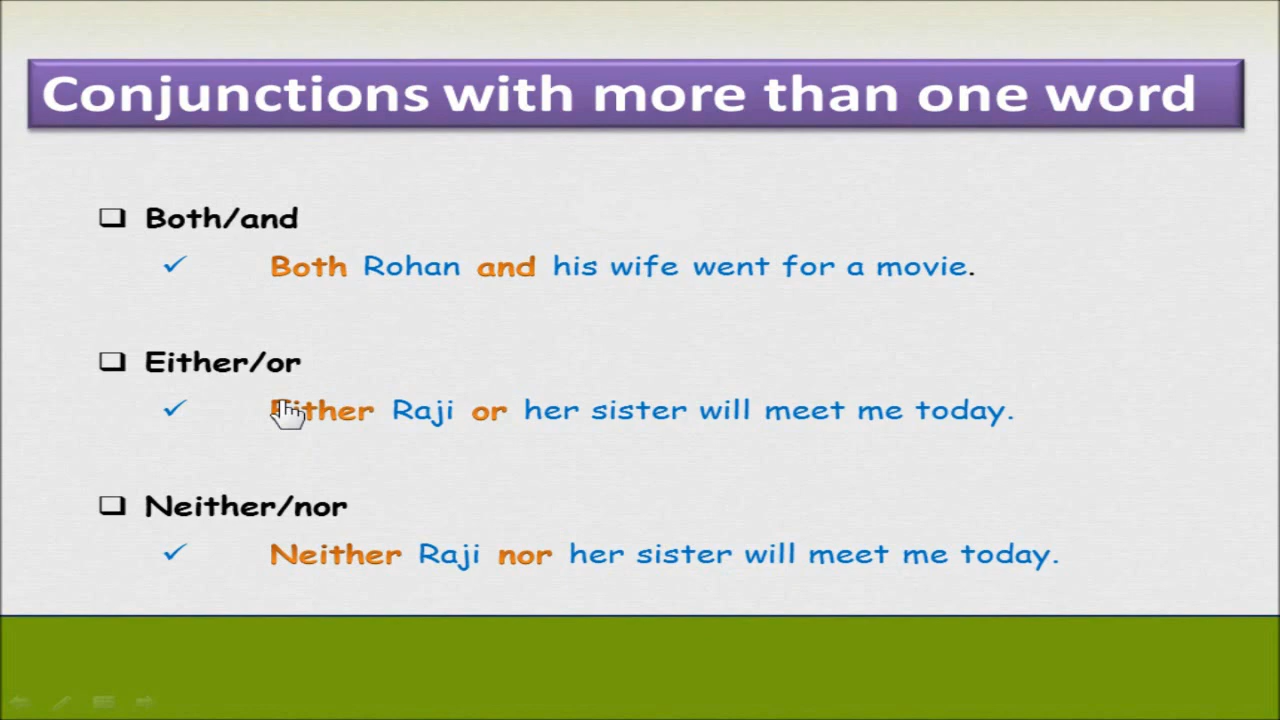 Conjunctions with more than one word
Both/and
Both Rohan and his wife went for a movie.
Either/or
Either Raji or her sister will meet me today.
Neither/nor
Neither Raji nor her sister will meet me today.